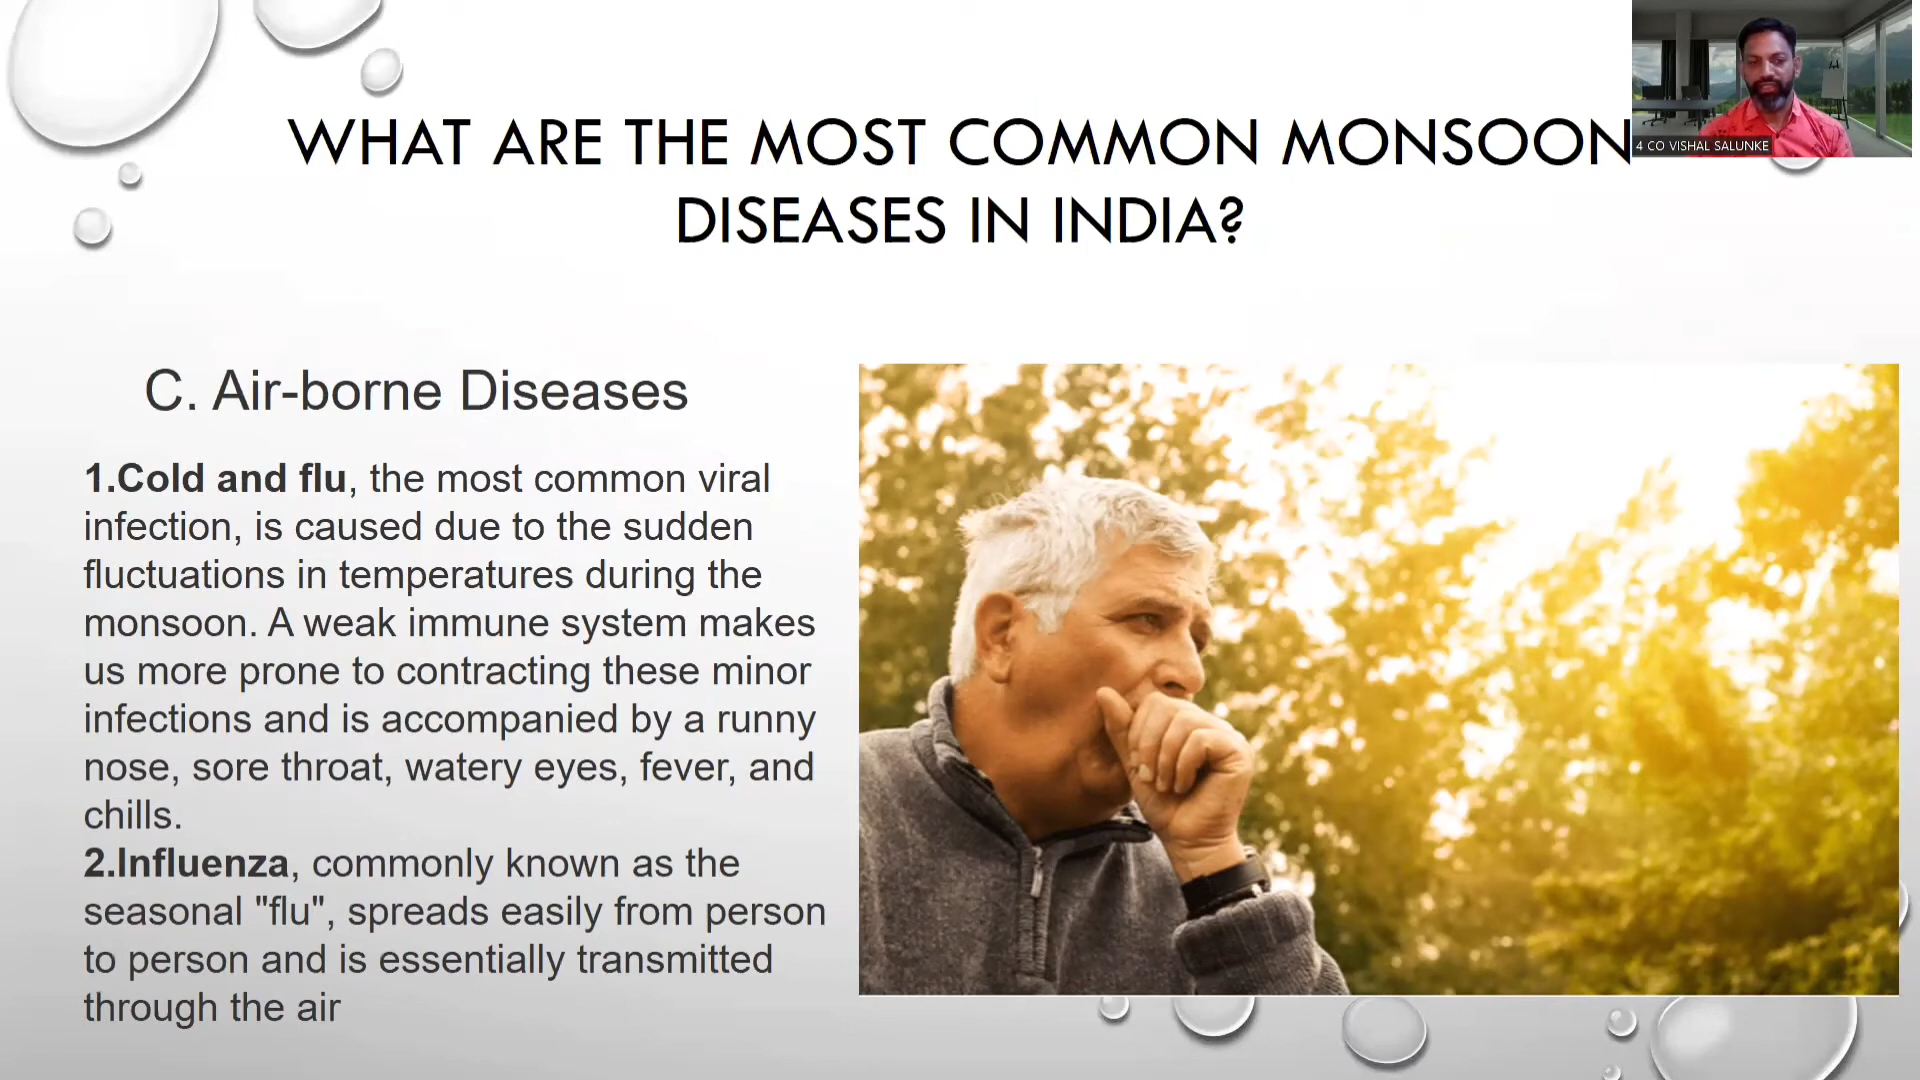 WHAT ARE THE MOST COMMON MONSOON
DISEASES IN INDIA?
4 CO VISHAL SALUNKE
C. Air-borne Diseases
1.Cold and flu, the most common viral
infection, is caused due to the sudden
fluctuations in temperatures during the
monsoon. A weak immune system makes
us more prone to contracting these minor
infections and is accompanied by a runny
nose, sore throat, watery eyes, fever, and
chills.
2.Influenza, commonly known as the
seasonal "flu", spreads easily from person
to person and is essentially transmitted
through the air